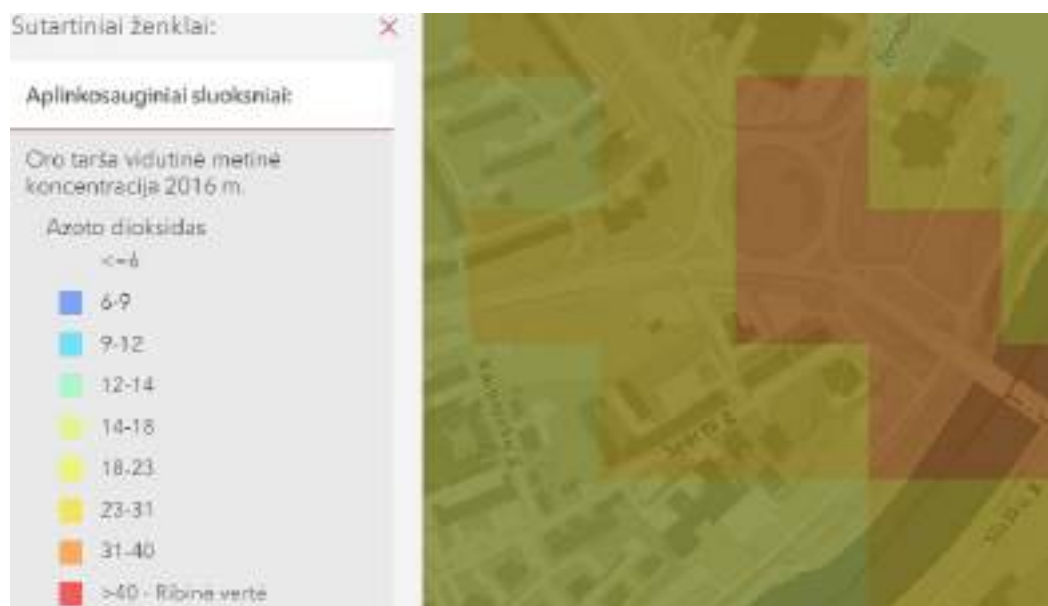 Sutartiniai ženklai:
Aplinkosauginiai sluoksniai:
Oro tarša vidutinė metinė
koncentracija 2016 m.
Azoto dioksidas
<=6
6-9
9-12
12-14
14-18
18-23
23-31
31-40
>40 - Ribinė vertė